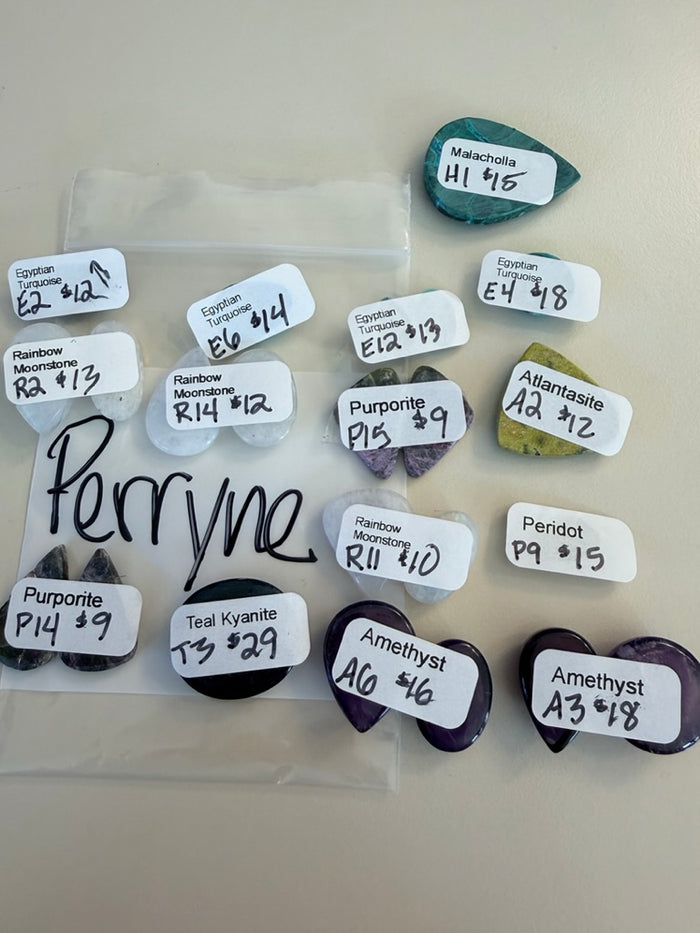 Malacholla
H1 $15
Egyptian
Turquoise
E2 $12
Egyptian
Turquoise
E6 $14
Egyptian
Turquoise
E12 $13
Egyptian
Turquoise
E4 $18
Rainbow
Moonstone
R2 $13
Rainbow
Moonstone
R14 $12
Purporite
P15 $9
Atlantasite
A2 $12
Perryne
Rainbow
Moonstone
R11 $10
Peridot
P9 $15
Purporite
P14 $9
Teal Kyanite
T3 $29
Amethyst
A6 $16
Amethyst
A3 $18